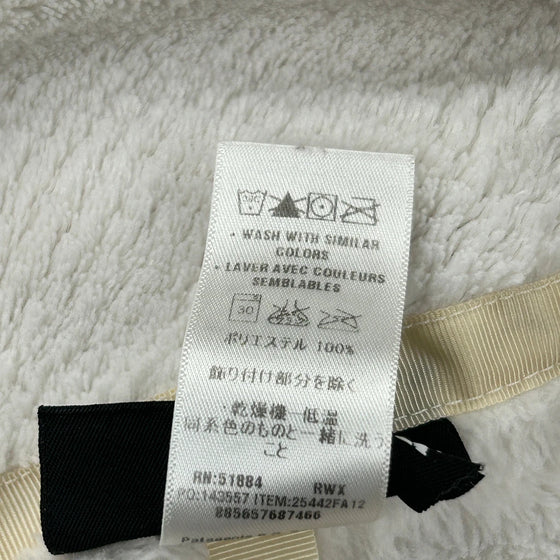 • WASH WITH SIMILAR
COLORS
• LAVER AVEC COULEURS
SEMBLABLES
30
ポリエステル 100%
飾り付け部分を除く
乾燥機－低温
同系色のものと一緒に洗う
こと
RN:51884 RWX
PO:143557 ITEM:25442FA12
885657687466
Patagonia